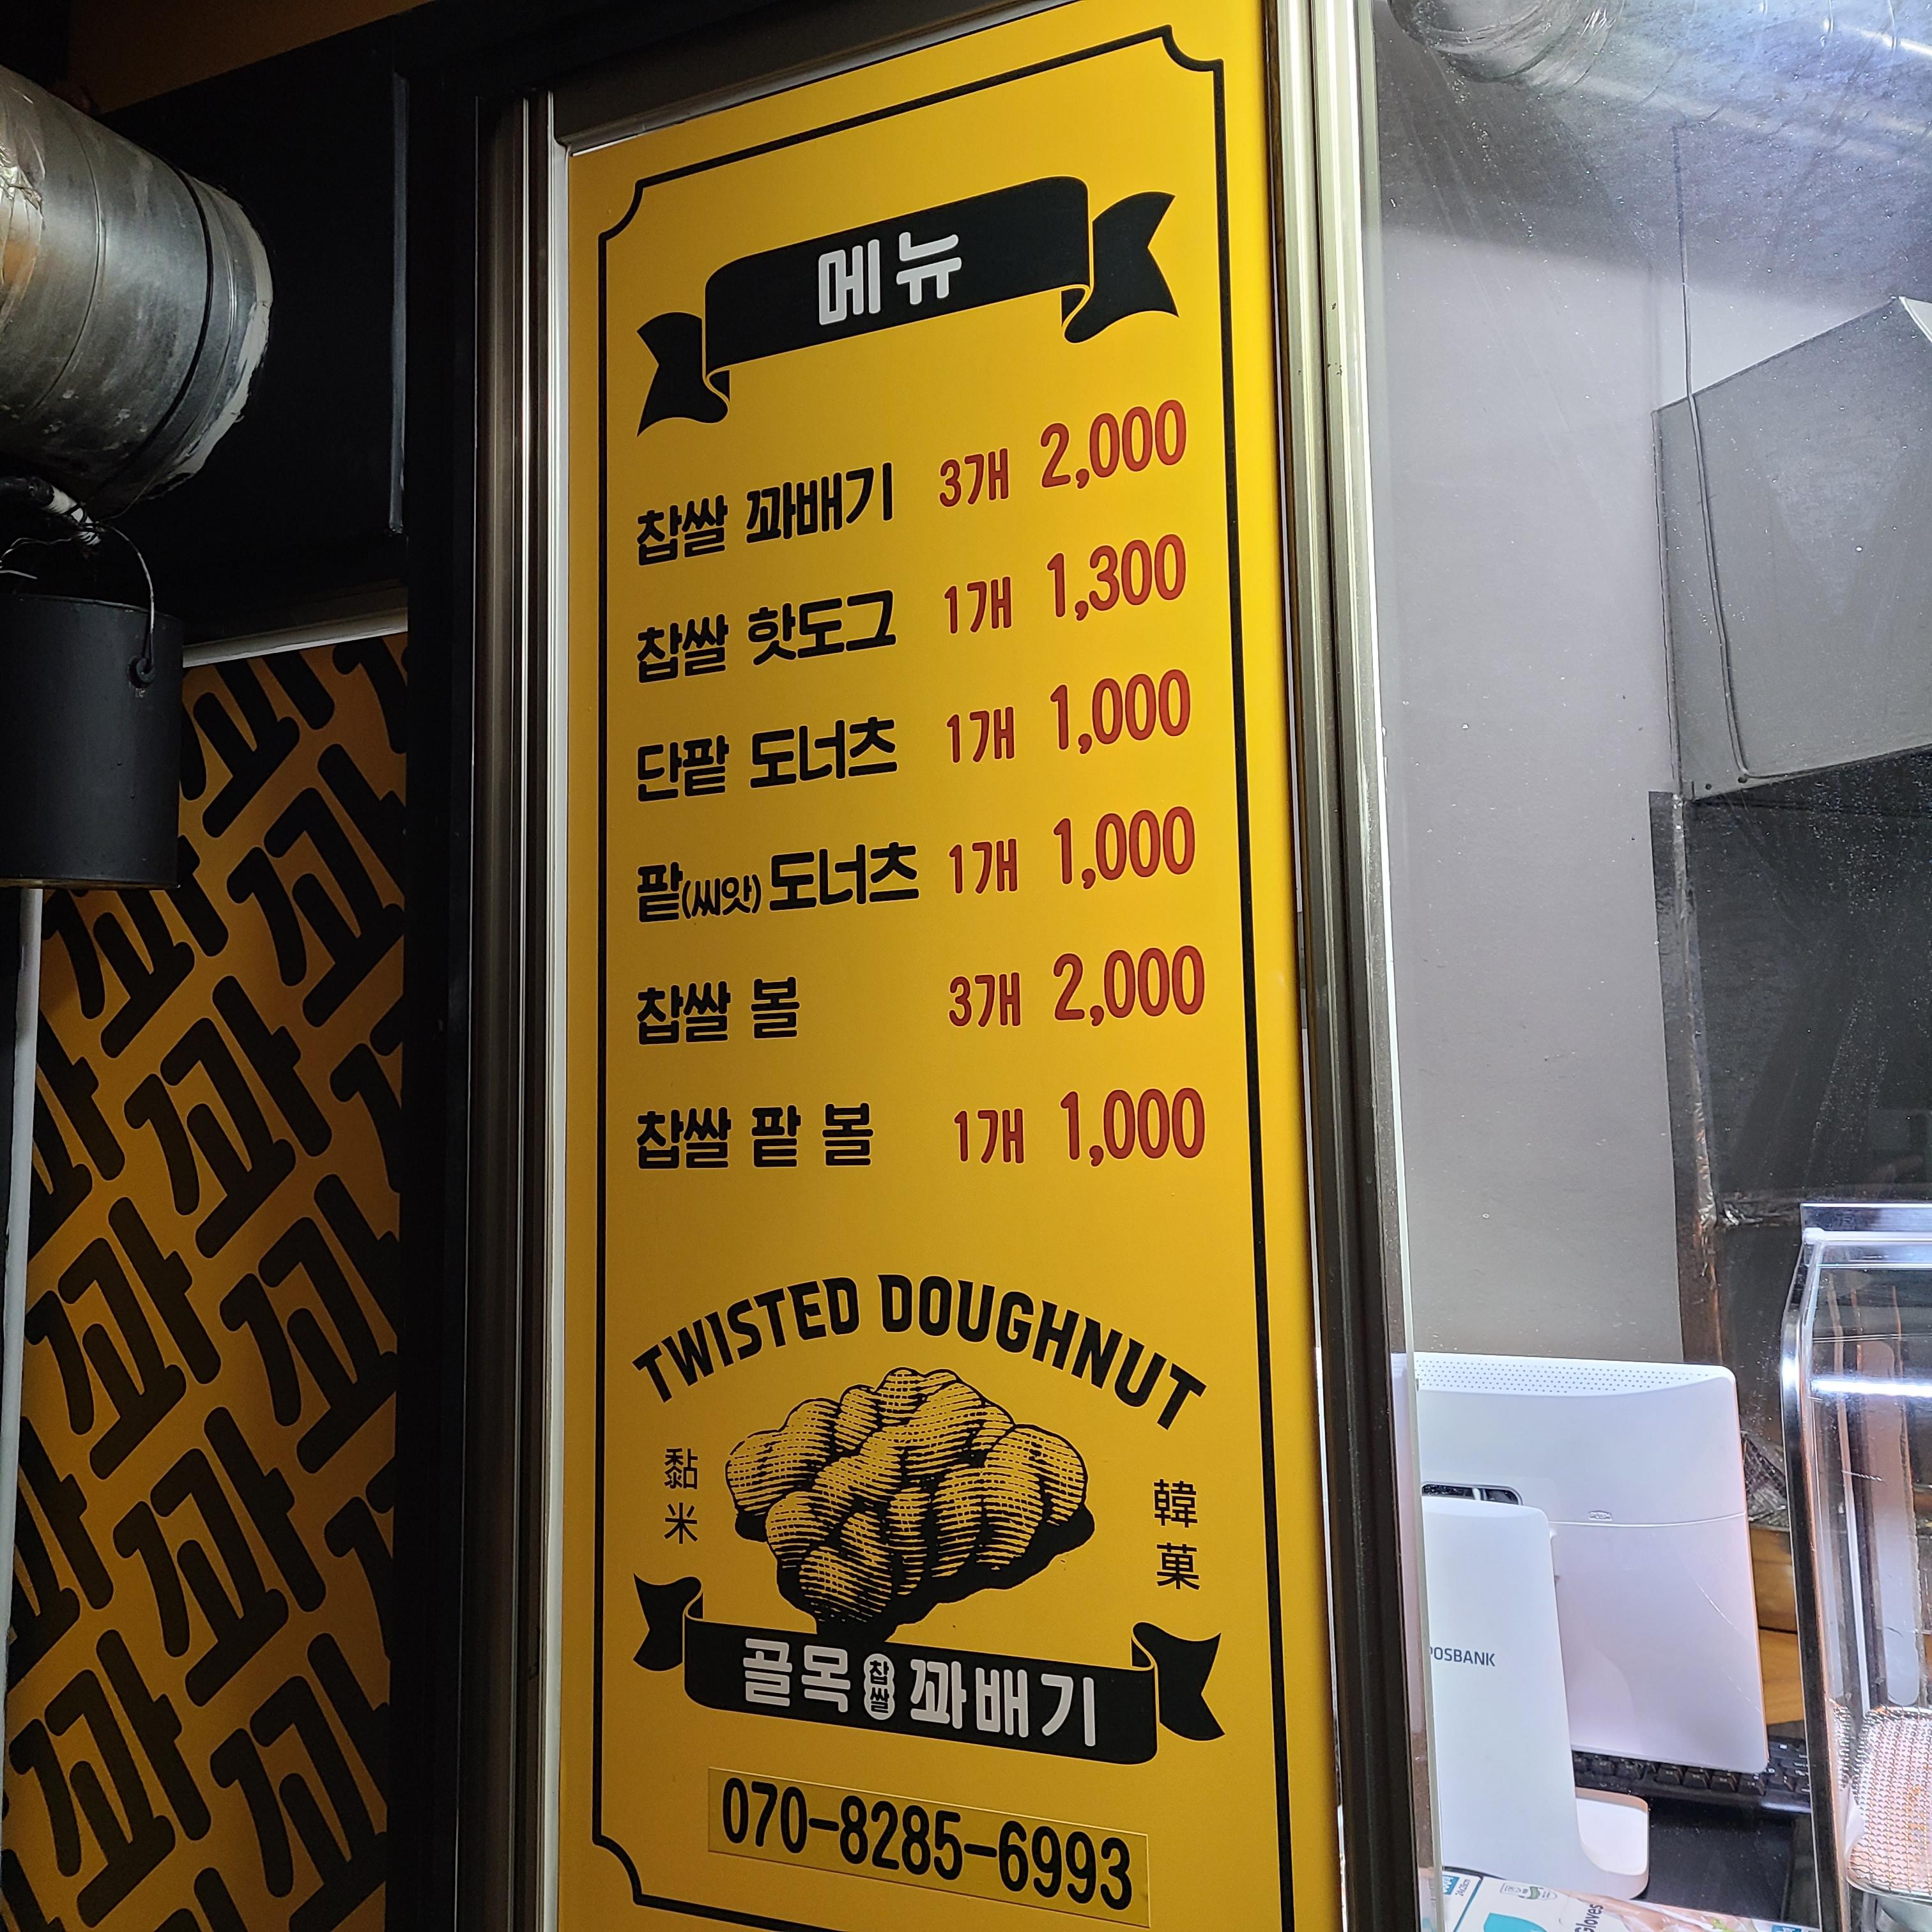 메뉴
찹쌀 꽈배기 3개 2,000
찹쌀 핫도그 1개 1,300
단팥 도너츠 1개 1,000
팥(씨앗)도너츠 1개 1,000
찹쌀 볼 3개 2,000
찹쌀 팥 볼 1개 1,000
TWISTED DOUGHNUT
黏米
韓菓
골목 찹쌀 꽈배기
070-8285-6993
POSBANK
Gloves